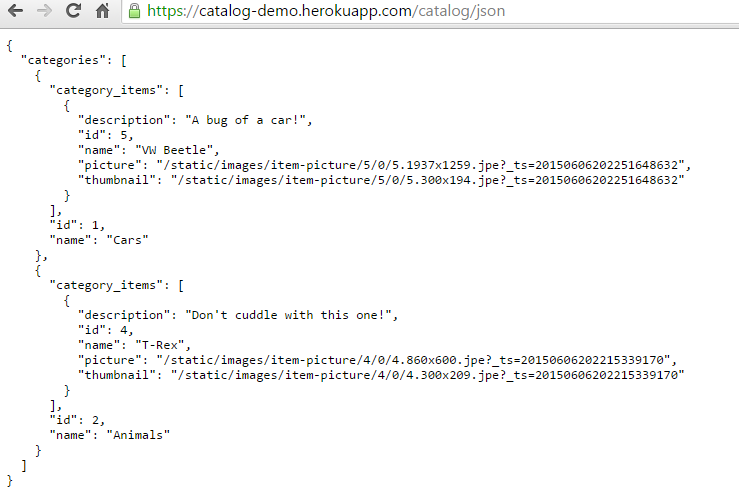 https://catalog-demo.herokuapp.com/catalog/json
{
  "categories": [
    {
      "category_items": [
        {
          "description": "A bug of a car!",
          "id": 5,
          "name": "VW Beetle",
          "picture": "/static/images/item-picture/5/0/5.1937x1259.jpe?_ts=20150606202251648632",
          "thumbnail": "/static/images/item-picture/5/0/5.300x194.jpe?_ts=20150606202251648632"
        }
      ],
      "id": 1,
      "name": "Cars"
    },
    {
      "category_items": [
        {
          "description": "Don't cuddle with this one!",
          "id": 4,
          "name": "T-Rex",
          "picture": "/static/images/item-picture/4/0/4.860x600.jpe?_ts=20150606202215339170",
          "thumbnail": "/static/images/item-picture/4/0/4.300x209.jpe?_ts=20150606202215339170"
        }
      ],
      "id": 2,
      "name": "Animals"
    }
  ]
}